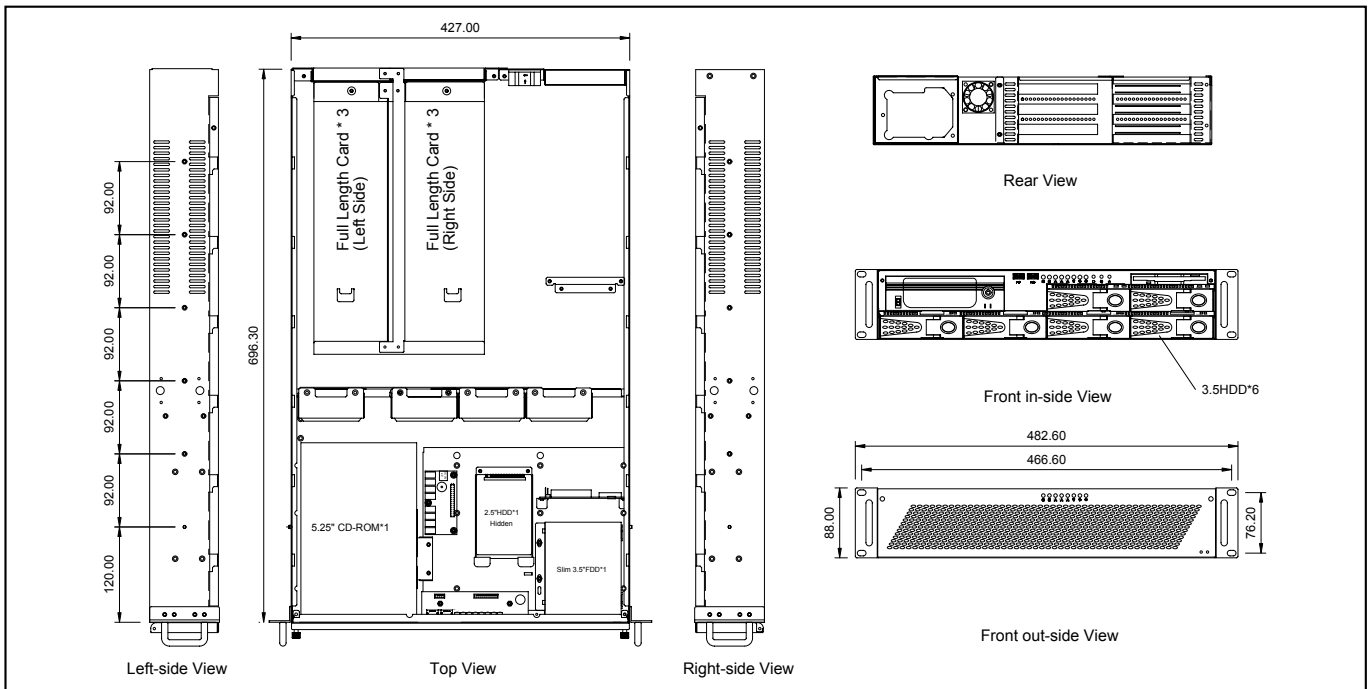 427.00
696.30
92.00
92.00
92.00
92.00
92.00
120.00
Full Length Card * 3
(Left Side)
Full Length Card * 3
(Right Side)
5.25" CD-ROM*1
2.5"HDD*1
Hidden
Slim 3.5"FDD*1
Left-side View
Top View
Right-side View
Rear View
Front in-side View
3.5HDD*6
482.60
466.60
88.00
76.20
Front out-side View